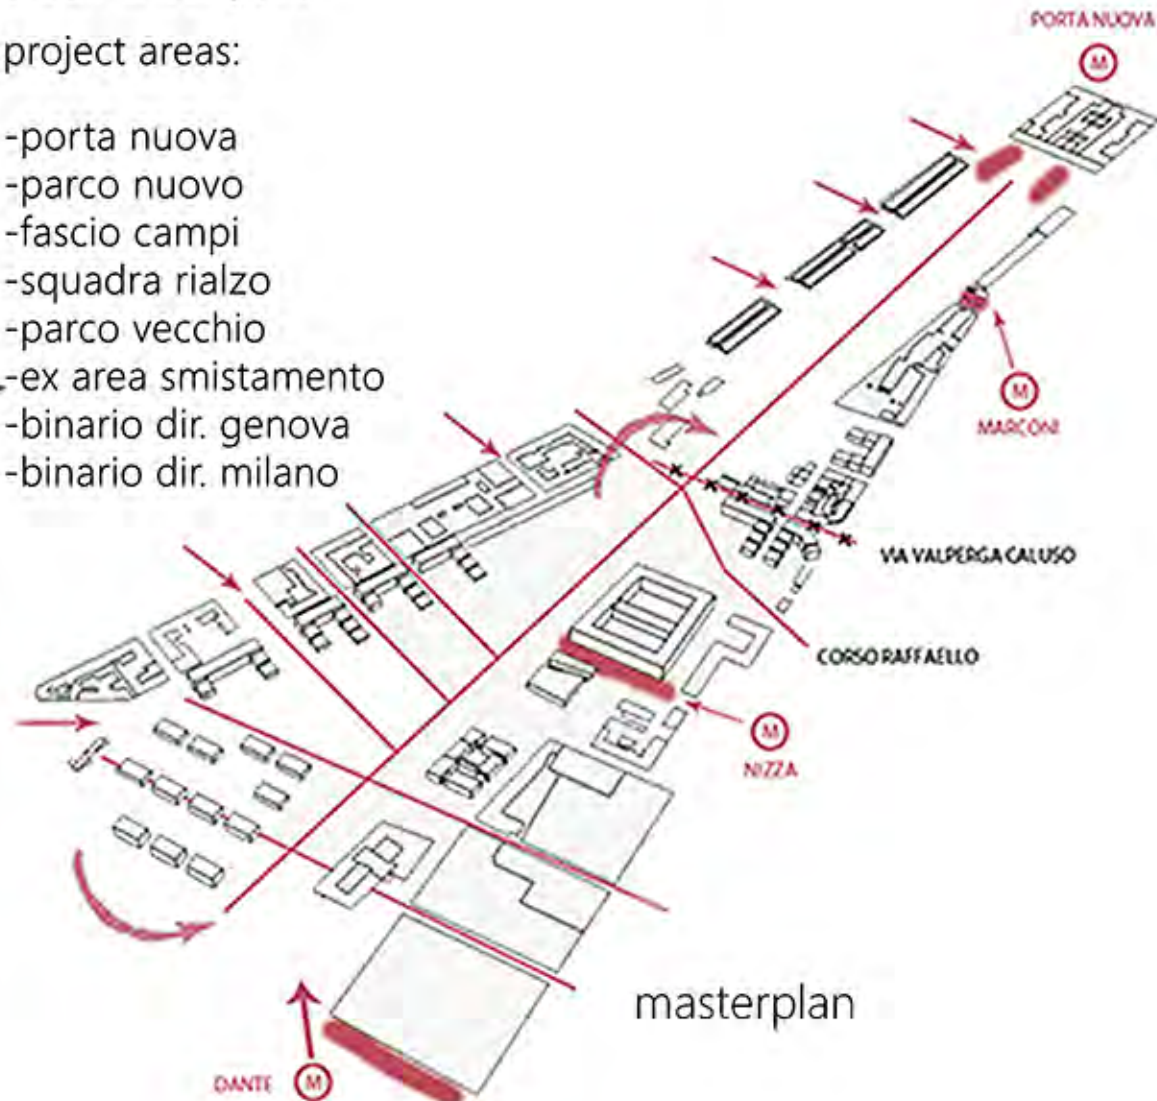 PORTA NUOVA
M
project areas:
-porta nuova
-parco nuovo
-fascio campi
-squadra rialzo
-parco vecchio
-ex area smistamento
-binario dir. genova
-binario dir. milano
M
MARCONI
VIA VALPERGA CALUSO
CORSO RAFFAELLO
M
NIZZA
masterplan
DANTE M